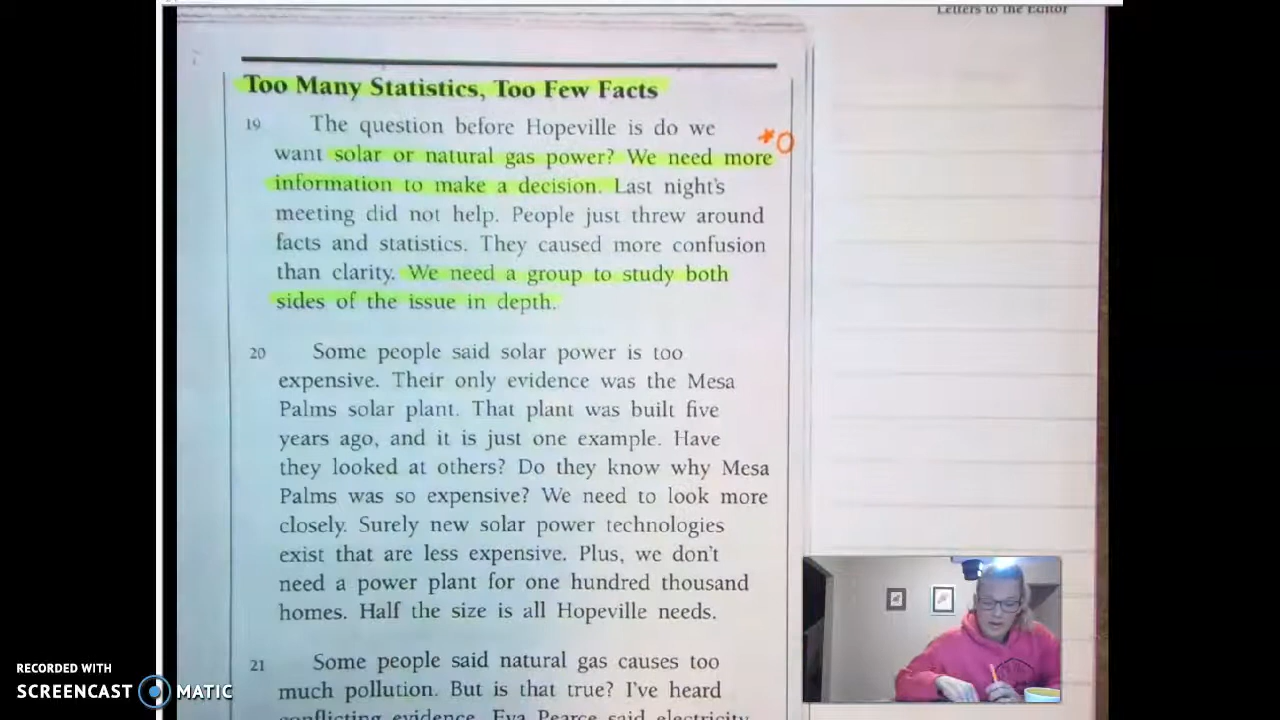 Letters to the Editor
Too Many Statistics, Too Few Facts
19 The question before Hopeville is do we
want solar or natural gas power? We need more
information to make a decision. Last night's
meeting did not help. People just threw around
facts and statistics. They caused more confusion
than clarity. We need a group to study both
sides of the issue in depth.
20 Some people said solar power is too
expensive. Their only evidence was the Mesa
Palms solar plant. That plant was built five
years ago, and it is just one example. Have
they looked at others? Do they know why Mesa
Palms was so expensive? We need to look more
closely. Surely new solar power technologies
exist that are less expensive. Plus, we don't
need a power plant for one hundred thousand
homes. Half the size is all Hopeville needs.
21 Some people said natural gas causes too
much pollution. But is that true? I've heard
conflicting evidence. Eva Pearce said electricity
*O
RECORDED WITH
SCREENCAST MATIC